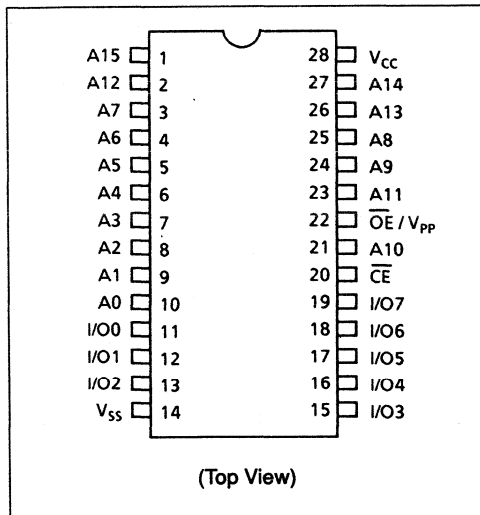 A15 1 28 VCC
A12 2 27 A14
A7 3 26 A13
A6 4 25 A8
A5 5 24 A9
A4 6 23 A11
A3 7 22 O̅E̅ / VPP
A2 8 21 A10
A1 9 20 C̅E̅
A0 10 19 I/O7
I/O0 11 18 I/O6
I/O1 12 17 I/O5
I/O2 13 16 I/O4
VSS 14 15 I/O3
(Top View)